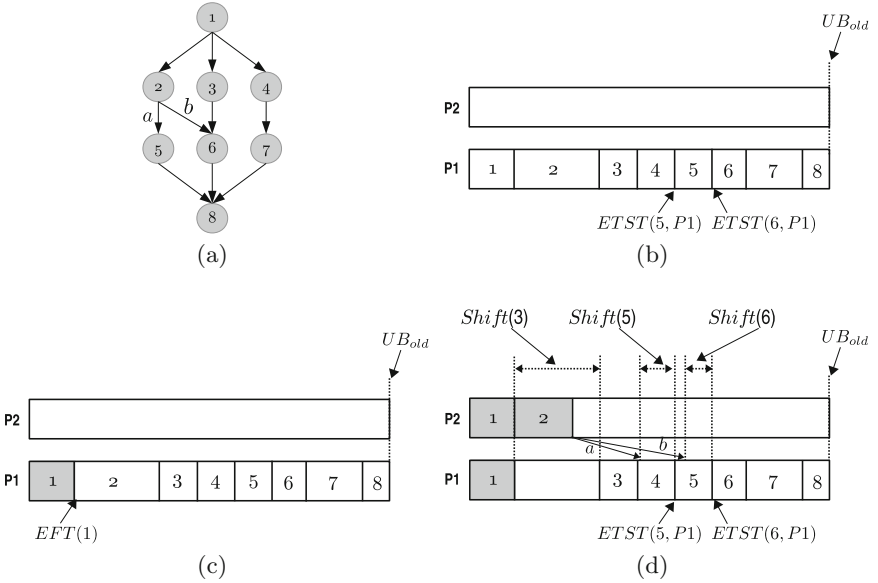 1
2 3 4
a b
5 6 7
8
(a)
UB_old
P2
P1 1 2 3 4 5 6 7 8
ETST(5, P1) ETST(6, P1)
(b)
UB_old
P2
P1 1 2 3 4 5 6 7 8
EFT(1)
(c)
Shift(3) Shift(5) Shift(6)
UB_old
P2 1 2
a b
P1 1 3 4 5 6 7 8
ETST(5, P1) ETST(6, P1)
(d)